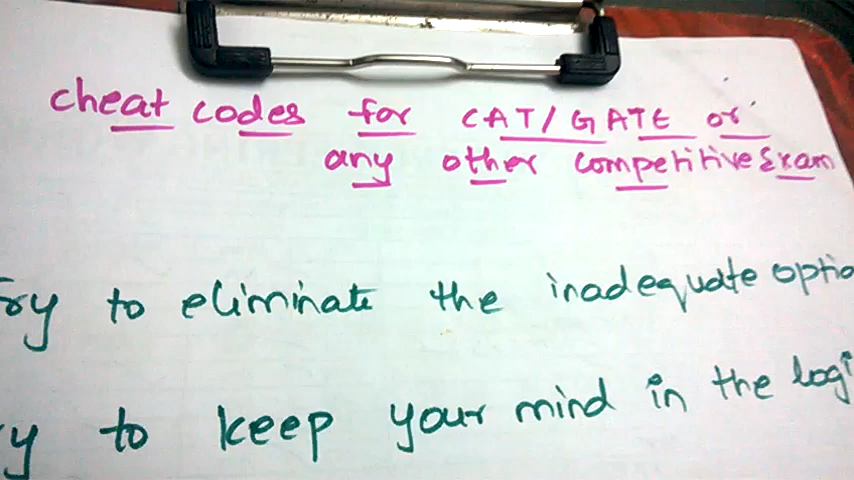 cheat codes for CAT/GATE or
any other competitive Exam
to eliminate the inadequate
to keep your mind in the